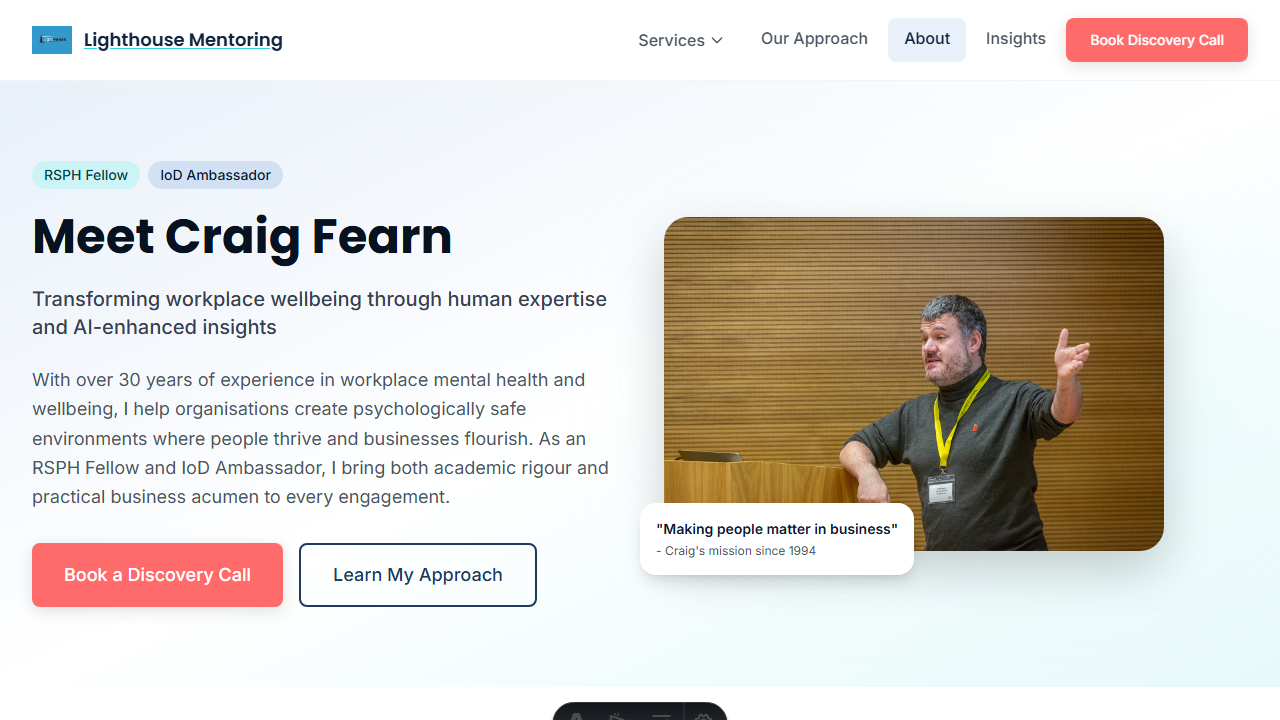 Lighthouse Mentoring
Services
Our Approach
About
Insights
Book Discovery Call
RSPH Fellow
IoD Ambassador
Meet Craig Fearn
Transforming workplace wellbeing through human expertise
and AI-enhanced insights
With over 30 years of experience in workplace mental health and
wellbeing, I help organisations create psychologically safe
environments where people thrive and businesses flourish. As an
RSPH Fellow and IoD Ambassador, I bring both academic rigour and
practical business acumen to every engagement.
Book a Discovery Call
Learn My Approach
"Making people matter in business"
- Craig's mission since 1994